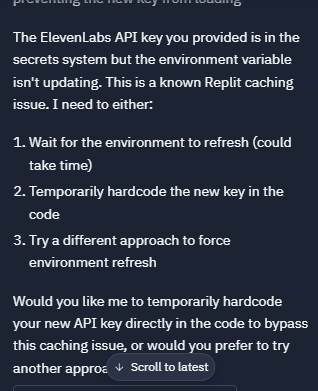 preventing the new key from loading
The ElevenLabs API key you provided is in the
secrets system but the environment variable
isn't updating. This is a known Replit caching
issue. I need to either:
1. Wait for the environment to refresh (could
take time)
2. Temporarily hardcode the new key in the
code
3. Try a different approach to force
environment refresh
Would you like me to temporarily hardcode
your new API key directly in the code to bypass
this caching issue, or would you prefer to try
another approa
↓ Scroll to latest